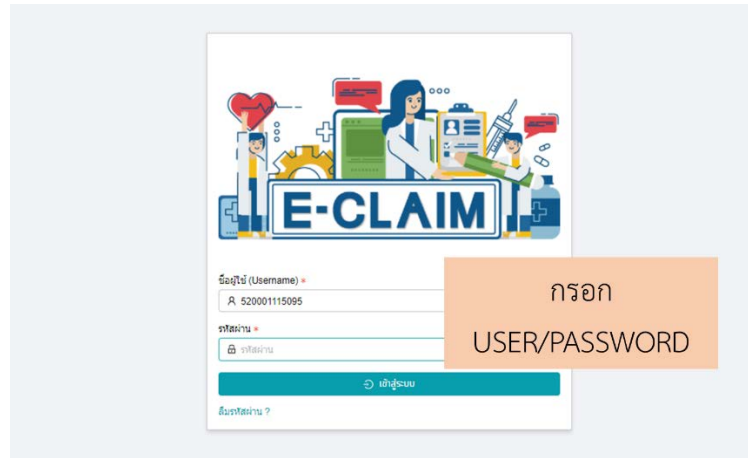 E-CLAIM
ชื่อผู้ใช้ (Username) *
520001115095
รหัสผ่าน *
รหัสผ่าน
เข้าสู่ระบบ
ลืมรหัสผ่าน ?
กรอก
USER/PASSWORD